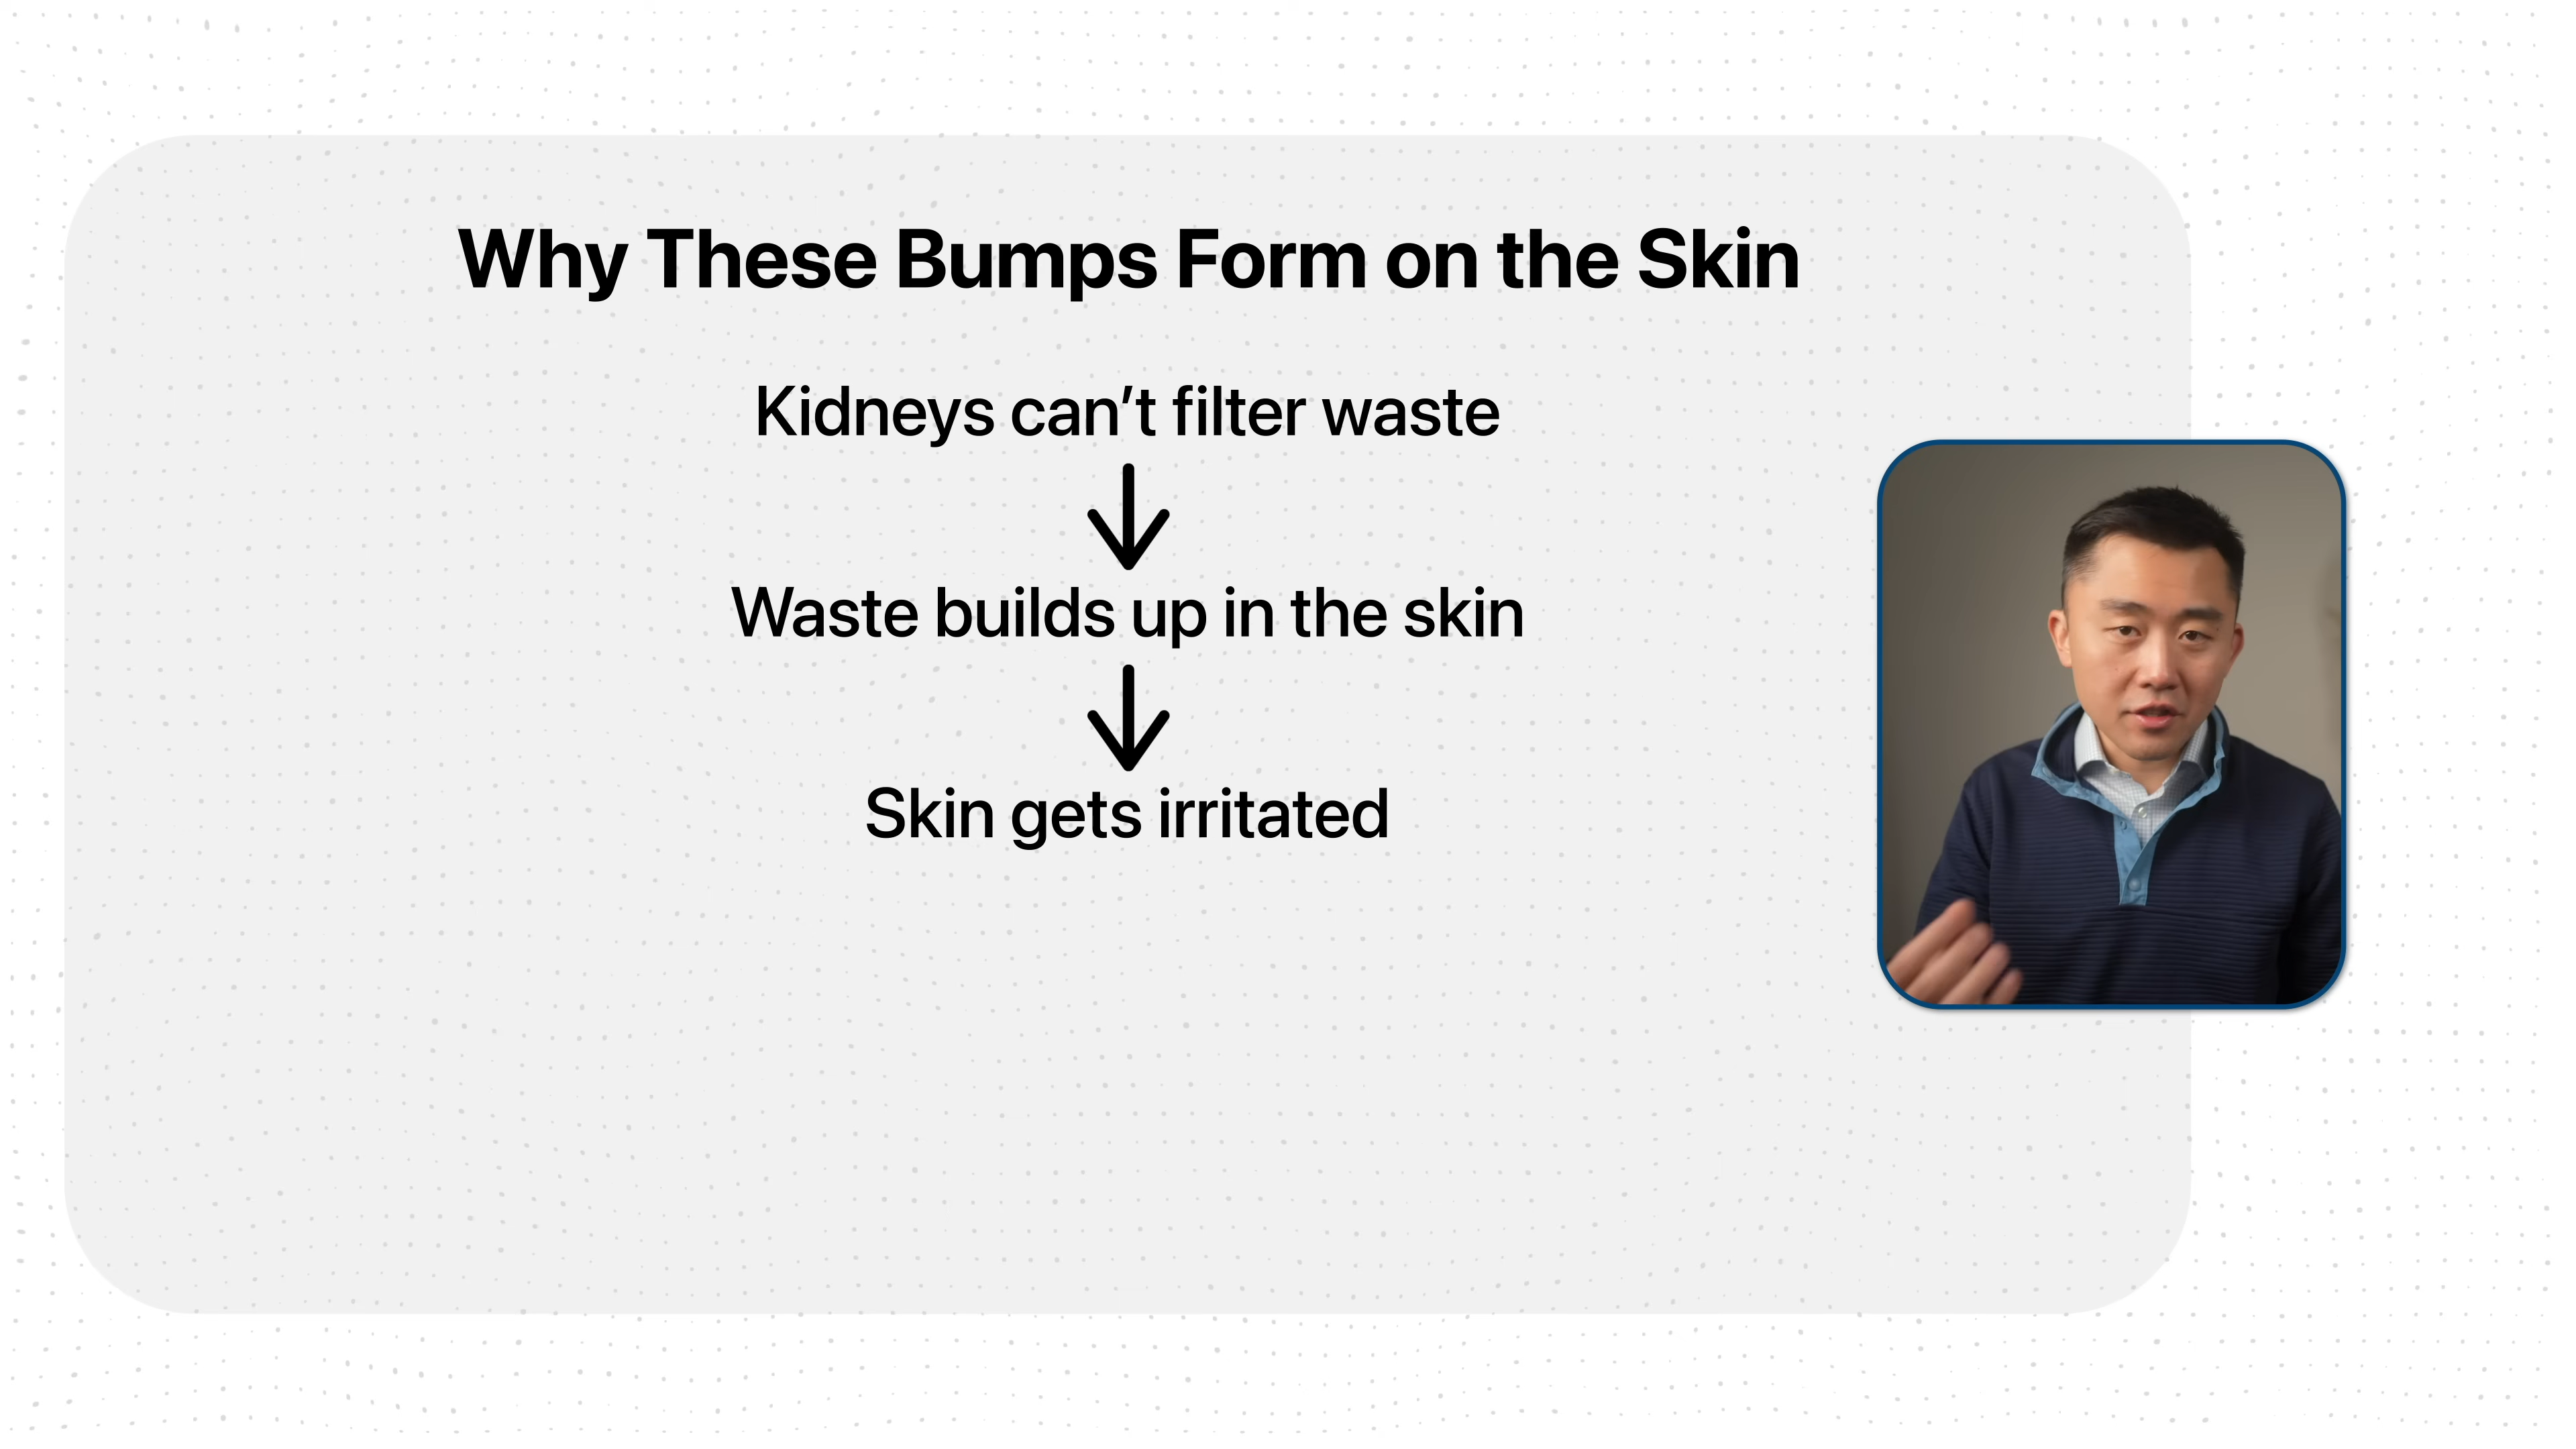 Why These Bumps Form on the Skin
Kidneys can’t filter waste
Waste builds up in the skin
Skin gets irritated